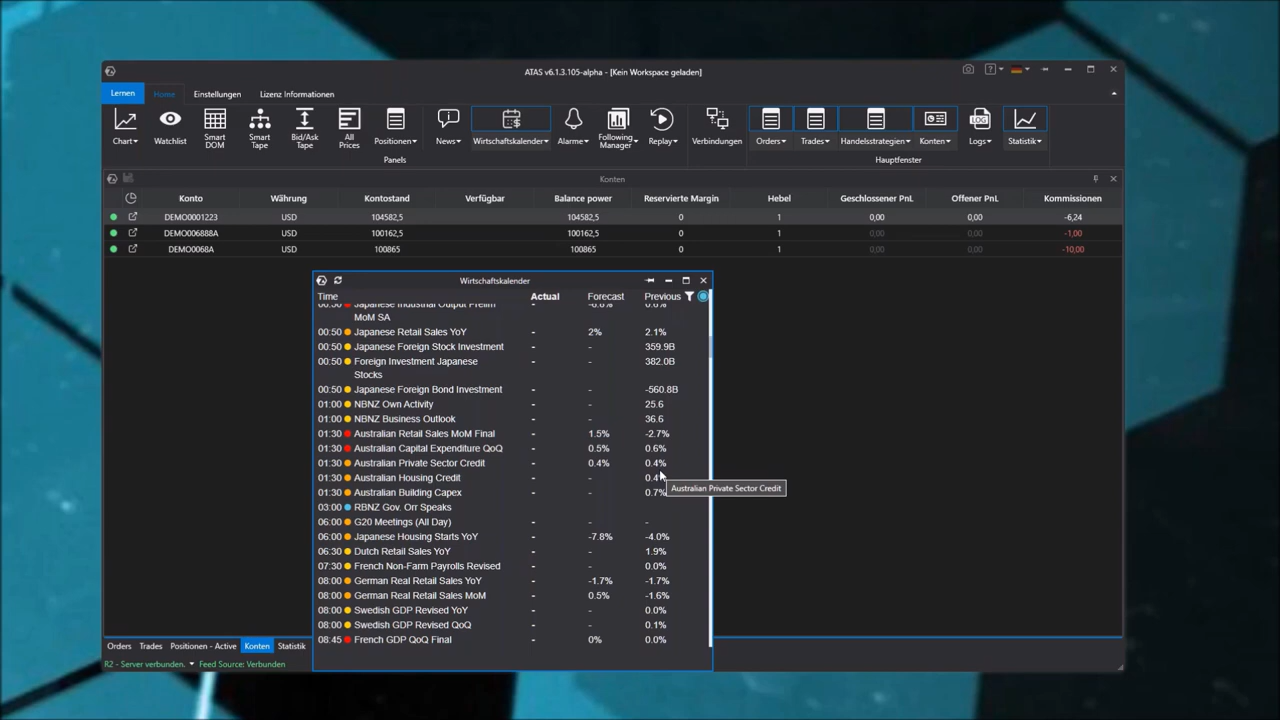 ATAS v6.1.3.105-alpha - [Kein Workspace geladen]
Lernen Home Einstellungen Lizenz Informationen
Chart Watchlist Smart DOM Smart Tape Bid/Ask Tape All Prices Positionen News Wirtschaftskalender Alarme Following Manager Replay Verbindungen Orders Trades Handelsstrategien Konten LOG Logs Statistik
Panels Hauptfenster
Konten
Konto Währung Kontostand Verfügbar Balance power Reservierte Margin Hebel Geschlossener PnL Offener PnL Kommissionen
DEMO0001223 USD 104582,5 104582,5 0 1 0,00 0,00 -6,24
DEMO006888A USD 100162,5 100162,5 0 1 0,00 0,00 -1,00
DEMO0068A USD 100865 100865 0 1 0,00 0,00 -10,00
Wirtschaftskalender
Time Actual Forecast Previous
00:50 Japanese Industrial Output Prelim -6.6% 0.6%
MoM SA
00:50 Japanese Retail Sales YoY - 2% 2.1%
00:50 Japanese Foreign Stock Investment - - 359.9B
00:50 Foreign Investment Japanese - - 382.0B
Stocks
00:50 Japanese Foreign Bond Investment - - -560.8B
01:00 NBNZ Own Activity - - 25.6
01:00 NBNZ Business Outlook - - 36.6
01:30 Australian Retail Sales MoM Final - 1.5% -2.7%
01:30 Australian Capital Expenditure QoQ - 0.5% 0.6%
01:30 Australian Private Sector Credit - 0.4% 0.4%
01:30 Australian Housing Credit - - 0.4
Australian Private Sector Credit
01:30 Australian Building Capex - - 0.7%
03:00 RBNZ Gov. Orr Speaks
06:00 G20 Meetings (All Day) - - -
06:00 Japanese Housing Starts YoY - -7.8% -4.0%
06:30 Dutch Retail Sales YoY - - 1.9%
07:30 French Non-Farm Payrolls Revised - - 0.0%
08:00 German Real Retail Sales YoY - -1.7% -1.7%
08:00 German Real Retail Sales MoM - 0.5% -1.6%
08:00 Swedish GDP Revised YoY - - 0.0%
08:00 Swedish GDP Revised QoQ - - 0.1%
08:45 French GDP QoQ Final - 0% 0.0%
Orders Trades Positionen - Active Konten Statistik
R2 - Server verbunden. Feed Source: Verbunden